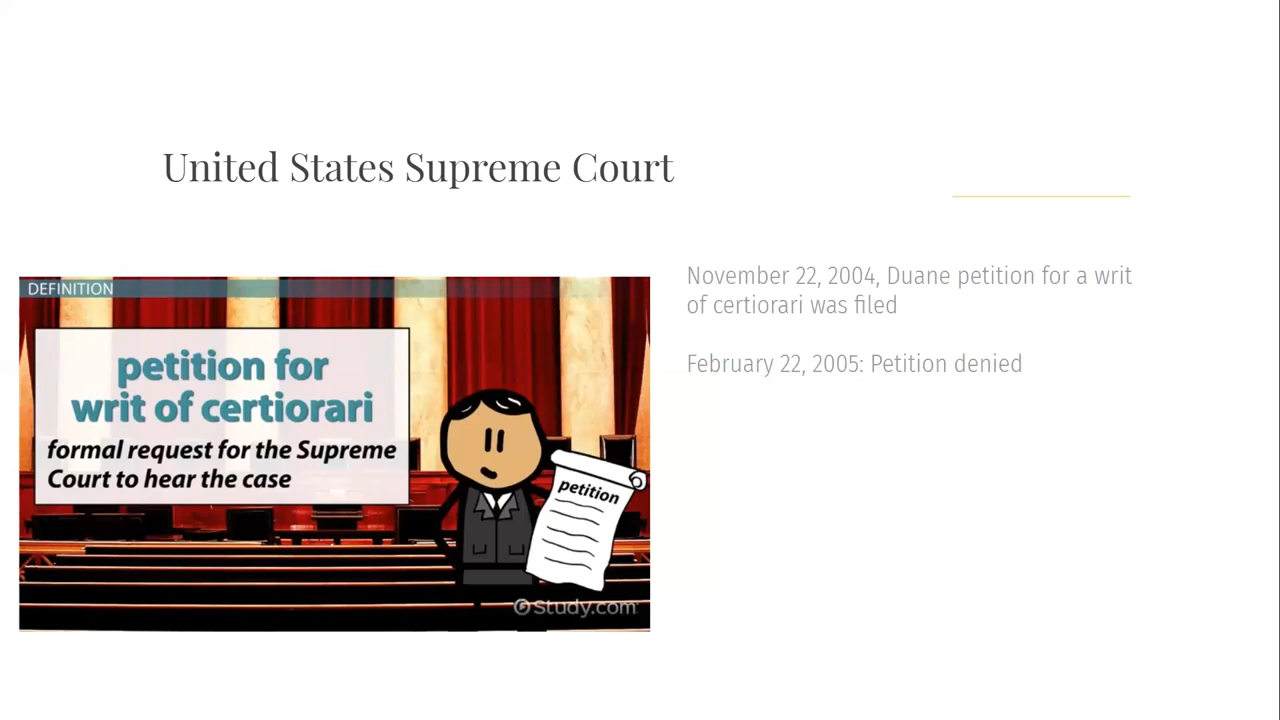 United States Supreme Court
DEFINITION
petition for
writ of certiorari
formal request for the Supreme
Court to hear the case
petition
Study.com
November 22, 2004, Duane petition for a writ
of certiorari was filed
February 22, 2005: Petition denied